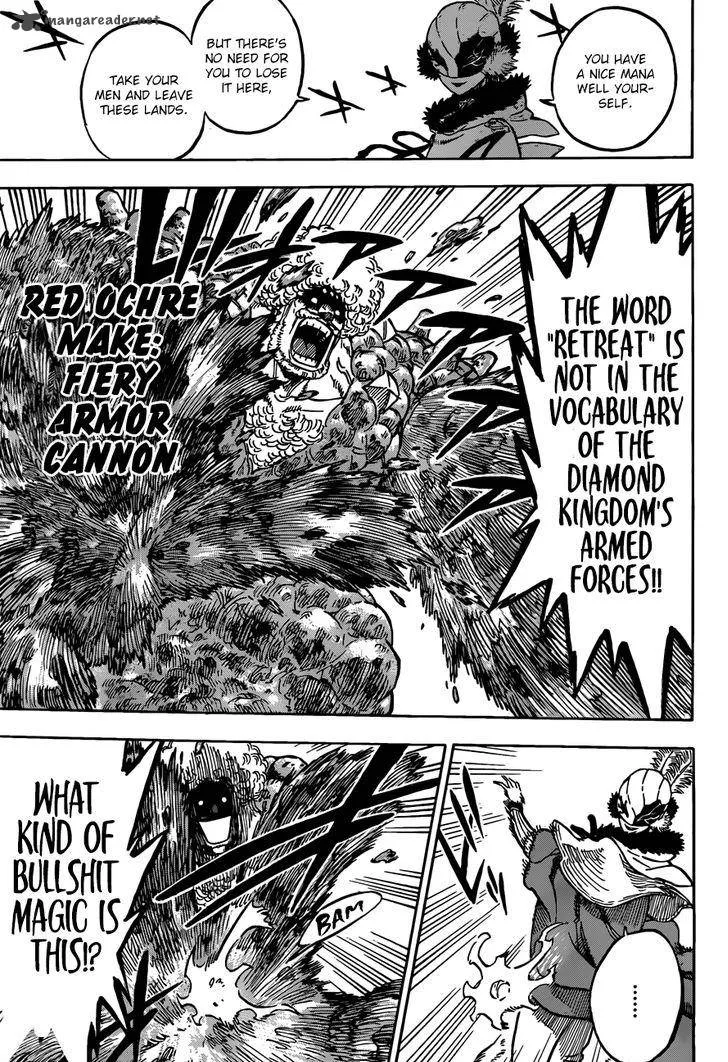 mangareader.net
YOU HAVE
A NICE MANA
WELL YOUR-
SELF.
BUT THERE'S
NO NEED FOR
YOU TO LOSE
IT HERE,
TAKE YOUR
MEN AND LEAVE
THESE LANDS.
THE WORD
"RETREAT" IS
NOT IN THE
VOCABULARY
OF THE
DIAMOND
KINGDOM'S
ARMED
FORCES!!
RED OCHRE
MAKE:
FIERY
ARMOR
CANNON
........
BAM
WHAT
KIND OF
BULLSHIT
MAGIC IS
THIS!?